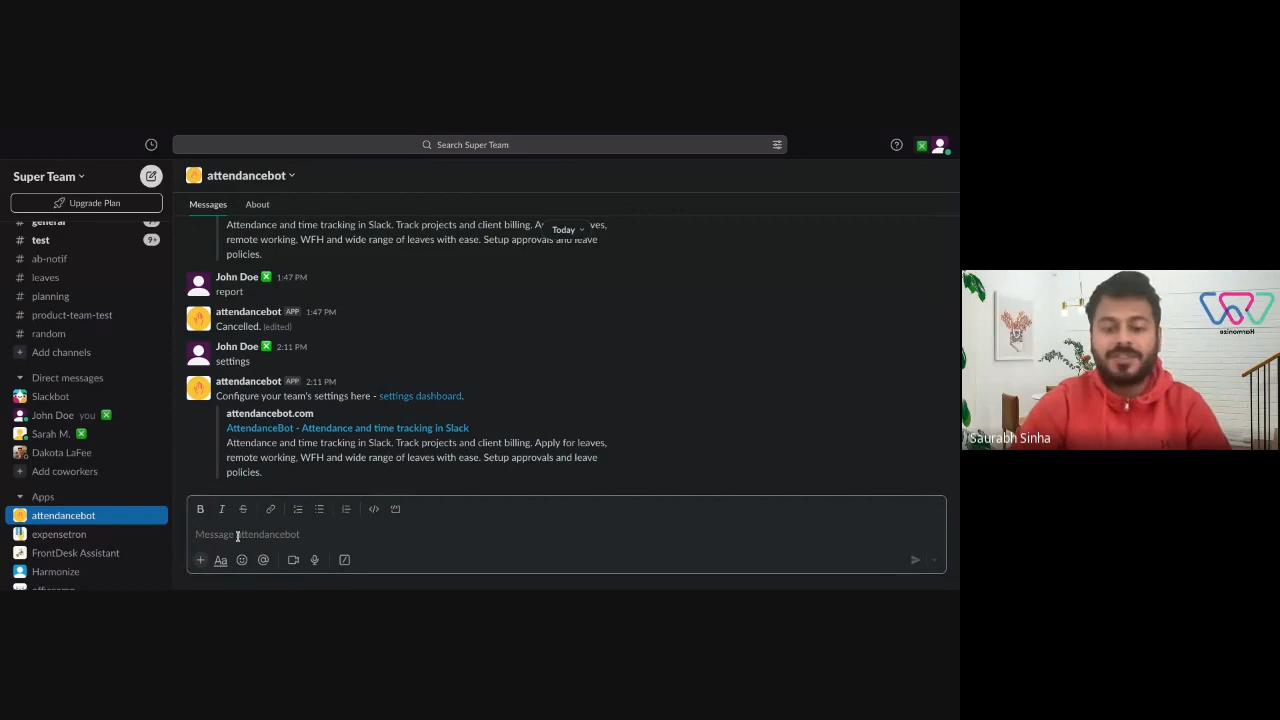 Search Super Team
Super Team
Upgrade Plan
general
test 9+
ab-notif
leaves
planning
product-team-test
random
Add channels
Direct messages
Slackbot
John Doe you
Sarah M.
Dakota LaFee
Add coworkers
Apps
attendancebot
expensetron
FrontDesk Assistant
Harmonize
attendancebot
Messages About
Today
Attendance and time tracking in Slack. Track projects and client billing. leaves,
remote working, WFH and wide range of leaves with ease. Setup approvals and leave
policies.
John Doe 1:47 PM
report
attendancebot APP 1:47 PM
Cancelled. (edited)
John Doe 2:11 PM
settings
attendancebot APP 2:11 PM
Configure your team's settings here - settings dashboard.
attendancebot.com
AttendanceBot - Attendance and time tracking in Slack
Attendance and time tracking in Slack. Track projects and client billing. Apply for leaves,
remote working, WFH and wide range of leaves with ease. Setup approvals and leave
policies.
Message attendancebot
Aa
Harmonize
Saurabh Sinha